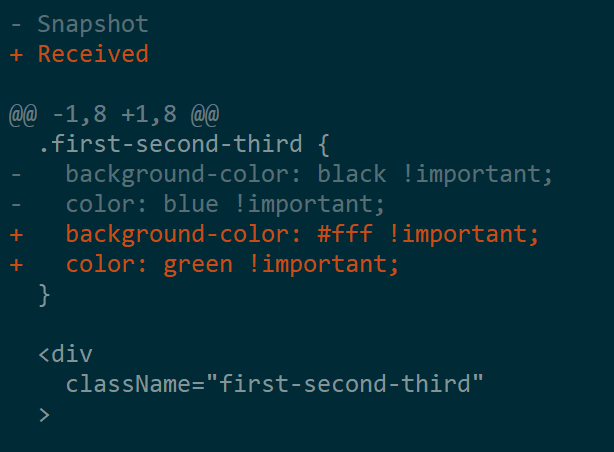 - Snapshot
+ Received
@@ -1,8 +1,8 @@
  .first-second-third {
-   background-color: black !important;
-   color: blue !important;
+   background-color: #fff !important;
+   color: green !important;
  }
  <div
    className="first-second-third"
  >